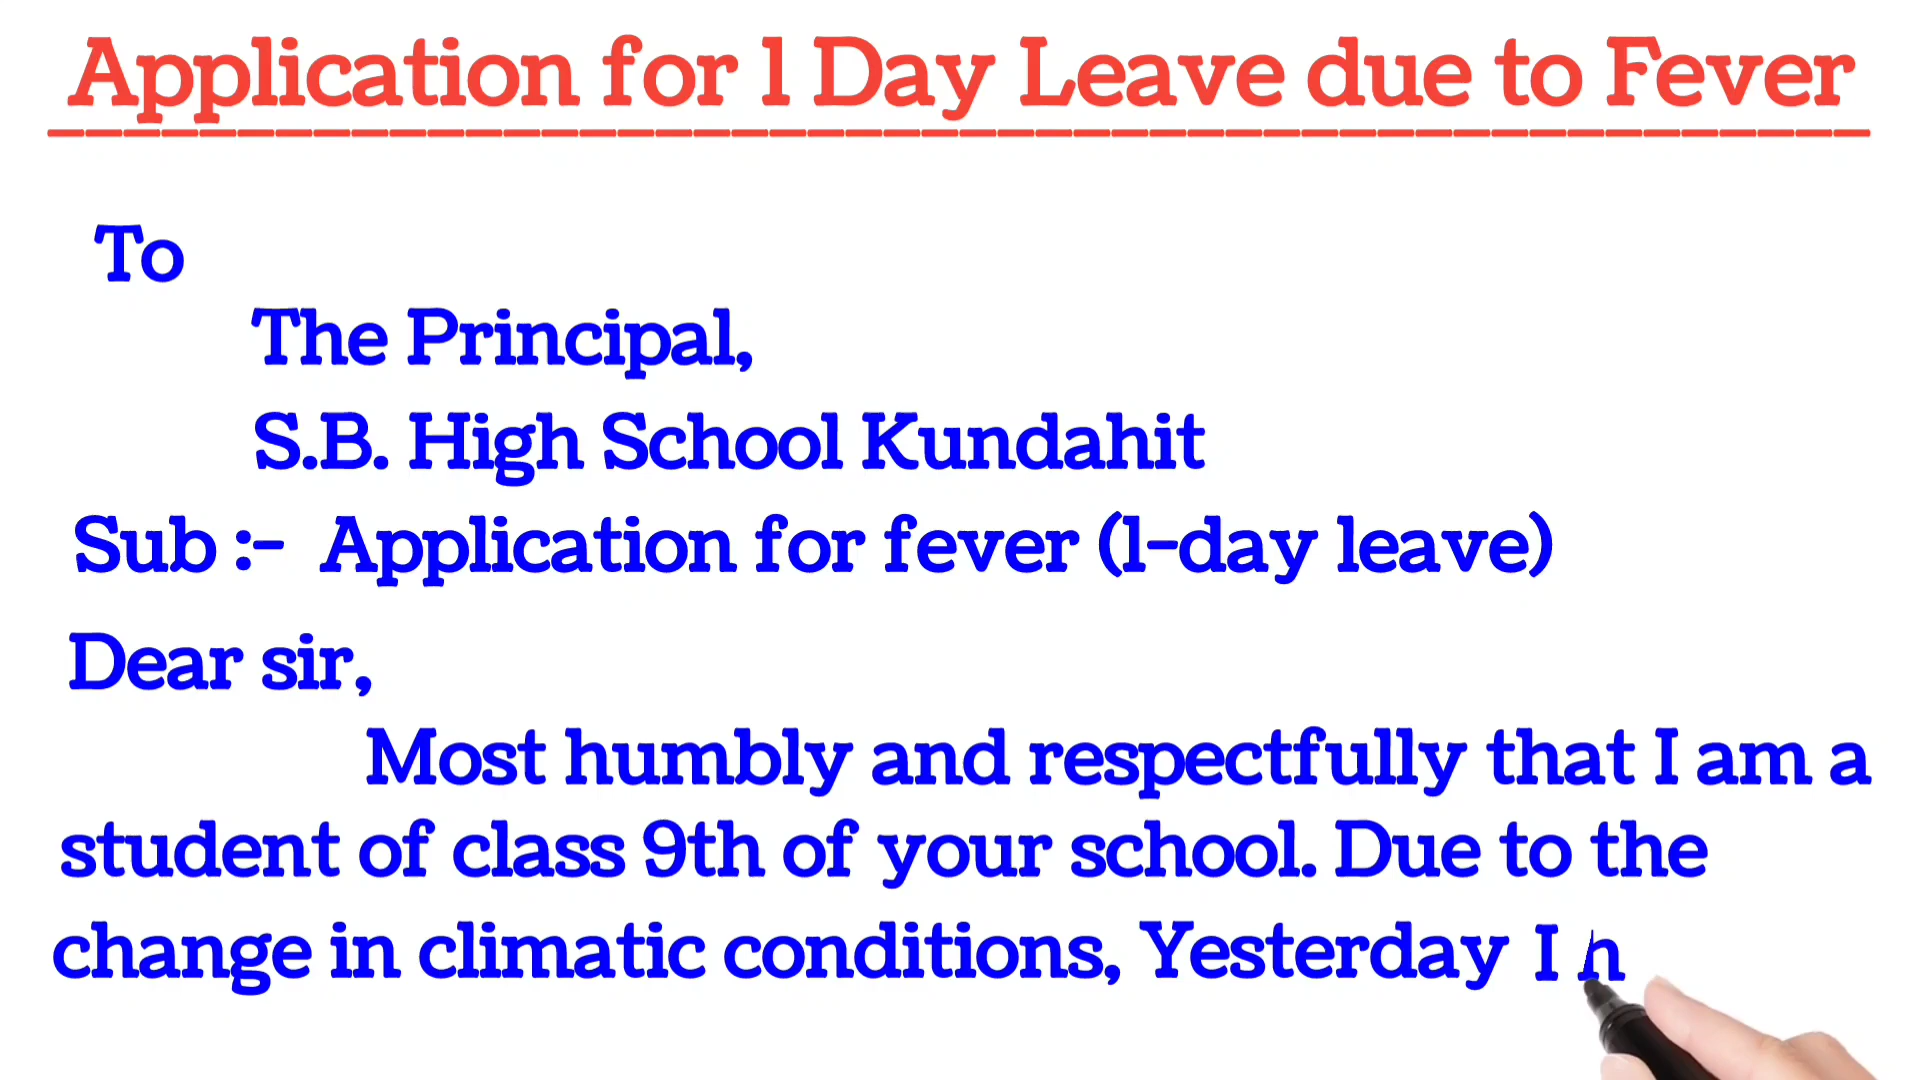 Application for 1 Day Leave due to Fever
To
The Principal,
S.B. High School Kundahit
Sub :- Application for fever (1-day leave)
Dear sir,
Most humbly and respectfully that I am a
student of class 9th of your school. Due to the
change in climatic conditions, Yesterday I h